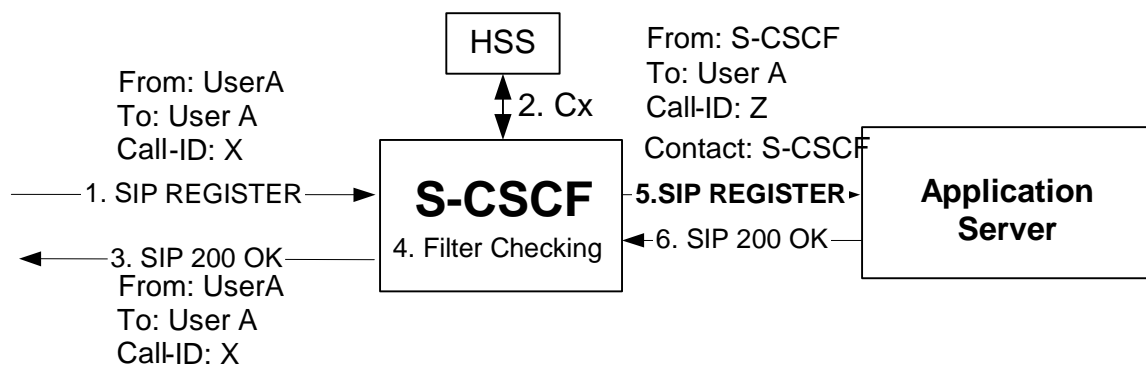 HSS
From: S-CSCF
To: User A
Call-ID: Z
Contact: S-CSCF
From: UserA
To: User A
Call-ID: X
2. Cx
1. SIP REGISTER
S-CSCF
4. Filter Checking
5.SIP REGISTER
6. SIP 200 OK
Application
Server
3. SIP 200 OK
From: UserA
To: User A
Call-ID: X